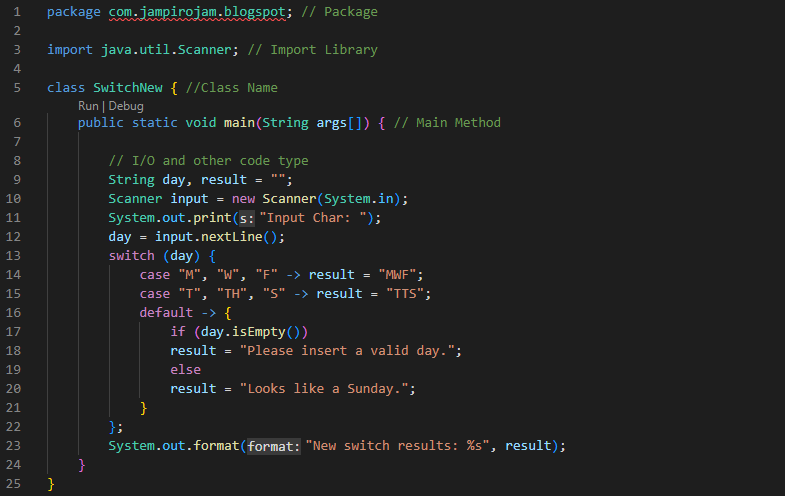 1 package com.jampirojam.blogspot; // Package
2
3 import java.util.Scanner; // Import Library
4
5 class SwitchNew { //Class Name
Run | Debug
6 public static void main(String args[]) { // Main Method
7
8 // I/O and other code type
9 String day, result = "";
10 Scanner input = new Scanner(System.in);
11 System.out.print(s: "Input Char: ");
12 day = input.nextLine();
13 switch (day) {
14 case "M", "W", "F" -> result = "MWF";
15 case "T", "TH", "S" -> result = "TTS";
16 default -> {
17 if (day.isEmpty())
18 result = "Please insert a valid day.";
19 else
20 result = "Looks like a Sunday.";
21 }
22 };
23 System.out.format(format: "New switch results: %s", result);
24 }
25 }